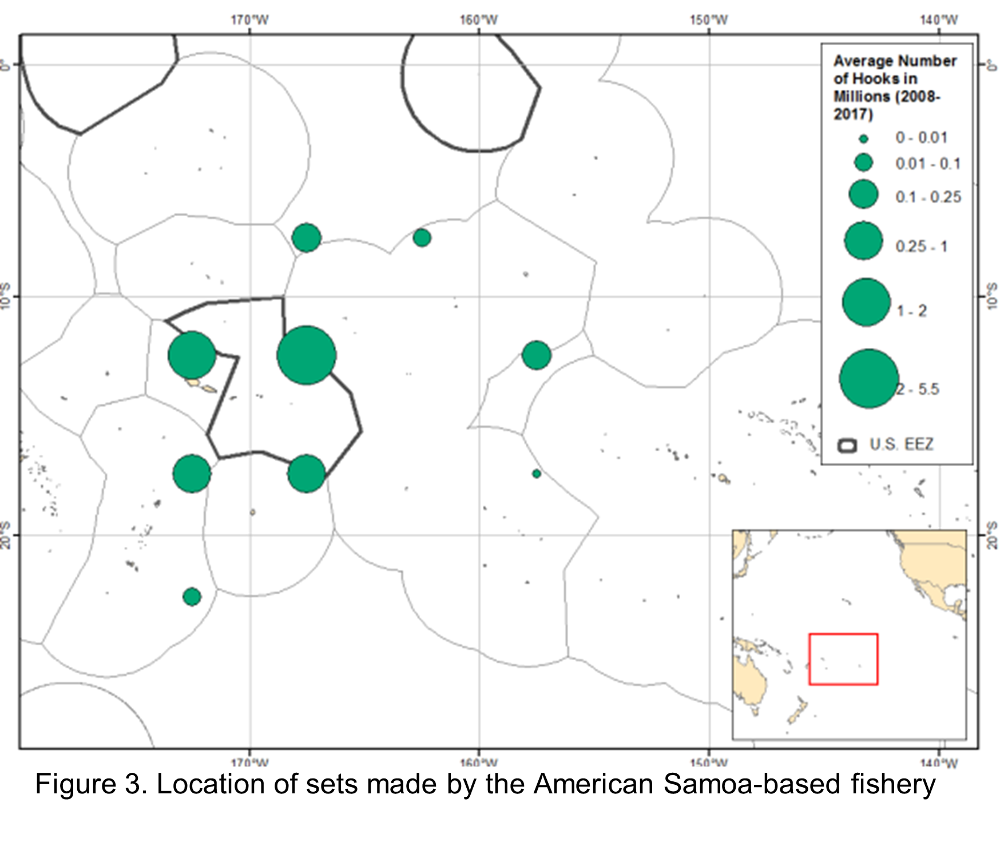 170°W 160°W 150°W 140°W
0° 0°
Average Number
of Hooks in
Millions (2008-
2017)
0 - 0.01
0.01 - 0.1
0.1 - 0.25
0.25 - 1
10°S 10°S
1 - 2
2 - 5.5
U.S. EEZ
20°S 20°S
170°W 160°W 150°W 140°W
Figure 3. Location of sets made by the American Samoa-based fishery